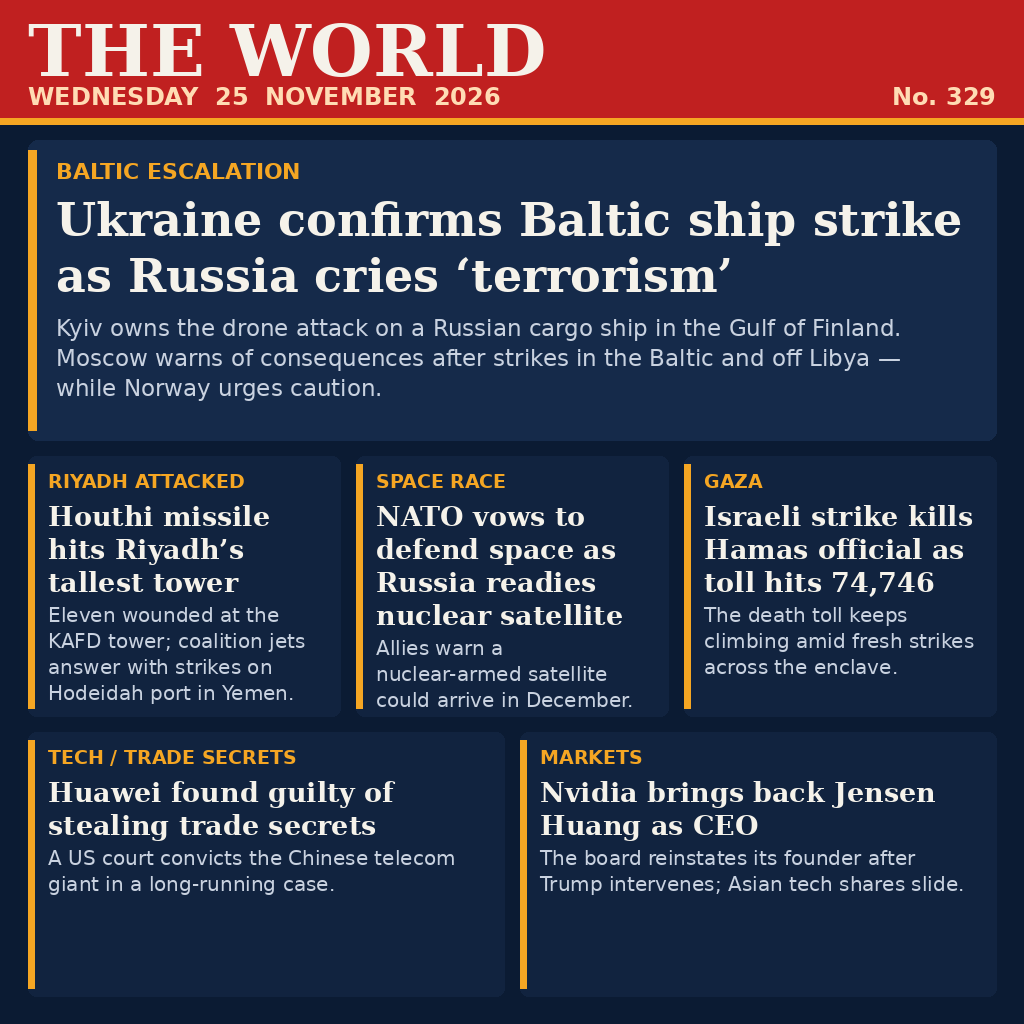 THE WORLD
WEDNESDAY 25 NOVEMBER 2026
No. 329
BALTIC ESCALATION
Ukraine confirms Baltic ship strike
as Russia cries ‘terrorism’
Kyiv owns the drone attack on a Russian cargo ship in the Gulf of Finland.
Moscow warns of consequences after strikes in the Baltic and off Libya —
while Norway urges caution.
RIYADH ATTACKED
Houthi missile
hits Riyadh’s
tallest tower
Eleven wounded at the
KAFD tower; coalition jets
answer with strikes on
Hodeidah port in Yemen.
SPACE RACE
NATO vows to
defend space as
Russia readies
nuclear satellite
Allies warn a
nuclear-armed satellite
could arrive in December.
GAZA
Israeli strike kills
Hamas official as
toll hits 74,746
The death toll keeps
climbing amid fresh strikes
across the enclave.
TECH / TRADE SECRETS
Huawei found guilty of
stealing trade secrets
A US court convicts the Chinese telecom
giant in a long-running case.
MARKETS
Nvidia brings back Jensen
Huang as CEO
The board reinstates its founder after
Trump intervenes; Asian tech shares slide.